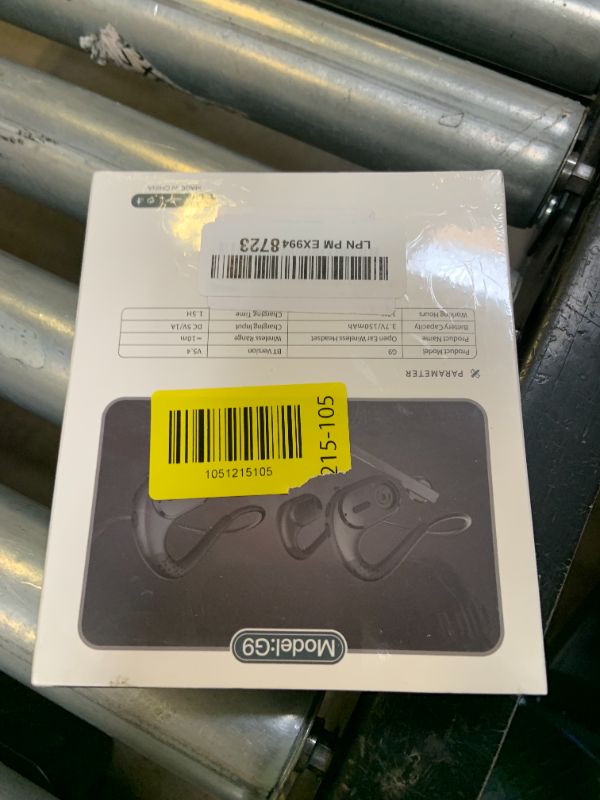 Model:G9
1051215105
215-105
PARAMETER
Product Model G9 BT Version V5.4
Product Name Open Ear Wireless Headset Wireless Range ≈10m
Battery Capacity 3.7V/150mAh Charging Input DC 5V/1A
Working Hours Charging Time 1.5H
LPN PM EX994 8723
MADE IN CHINA